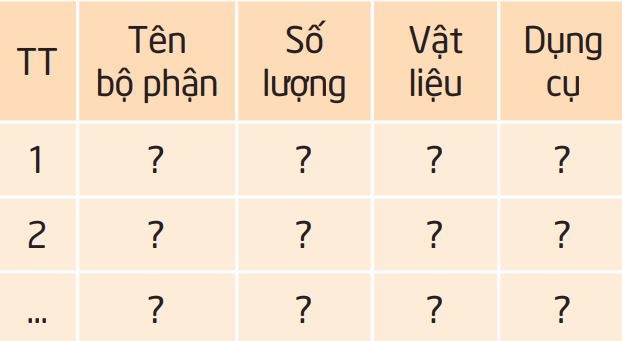 TT Tên bộ phận Số lượng Vật liệu Dụng cụ
1 ? ? ? ?
2 ? ? ? ?
... ? ? ? ?